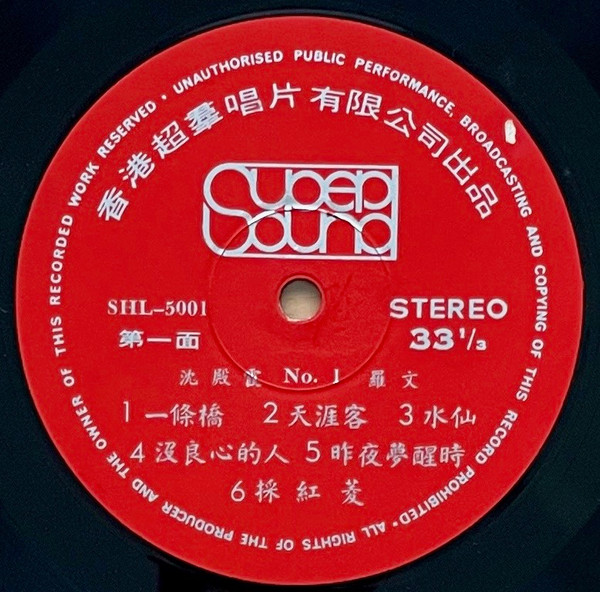 ALL RIGHTS OF THE PRODUCER AND THE OWNER OF THIS RECORDED WORK RESERVED • UNAUTHORISED PUBLIC PERFORMANCE, BROADCASTING AND COPYING OF THIS RECORD PROHIBITED •
香港超羣唱片有限公司出品
Super
Sound
SHL-5001
STEREO
第一面
33 1/3
沈殿霞 No. 1 羅文
1 一條橋 2 天涯客 3 水仙
4 沒良心的人 5 昨夜夢醒時
6 採紅菱